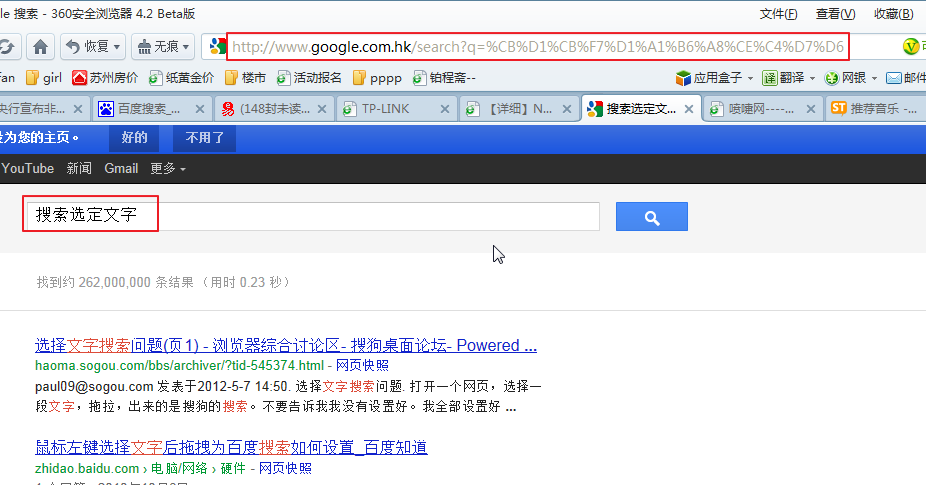 le 搜索 - 360安全浏览器 4.2 Beta版 文件(F) 查看(V) 收藏(B)
恢复 无痕 http://www.google.com.hk/search?q=%CB%D1%CB%F7%D1%A1%B6%A8%CE%C4%D7%D6
Fan girl 苏州房价 纸黄金价 楼市 活动报名 pppp 铂程斋-- 应用盒子 翻译 网银 邮件
央行宣布非... 百度搜索_... (148封未读... TP-LINK 【详细】N... 搜索选定文... 喷嚏网---- ... 推荐音乐 -...
为您的主页。 好的 不用了
YouTube 新闻 Gmail 更多
搜索选定文字
找到约 262,000,000 条结果 （用时 0.23 秒）
选择文字搜索问题(页1) - 浏览器综合讨论区- 搜狗桌面论坛- Powered ...
haoma.sogou.com/bbs/archiver/?tid-545374.html - 网页快照
paul09@sogou.com 发表于2012-5-7 14:50. 选择文字搜索问题. 打开一个网页，选择一
段文字，拖拉，出来的是搜狗的搜索。不要告诉我我没有设置好。我全部设置好 ...
鼠标左键选择文字后拖拽为百度搜索如何设置_百度知道
zhidao.baidu.com › 电脑/网络 › 硬件 - 网页快照